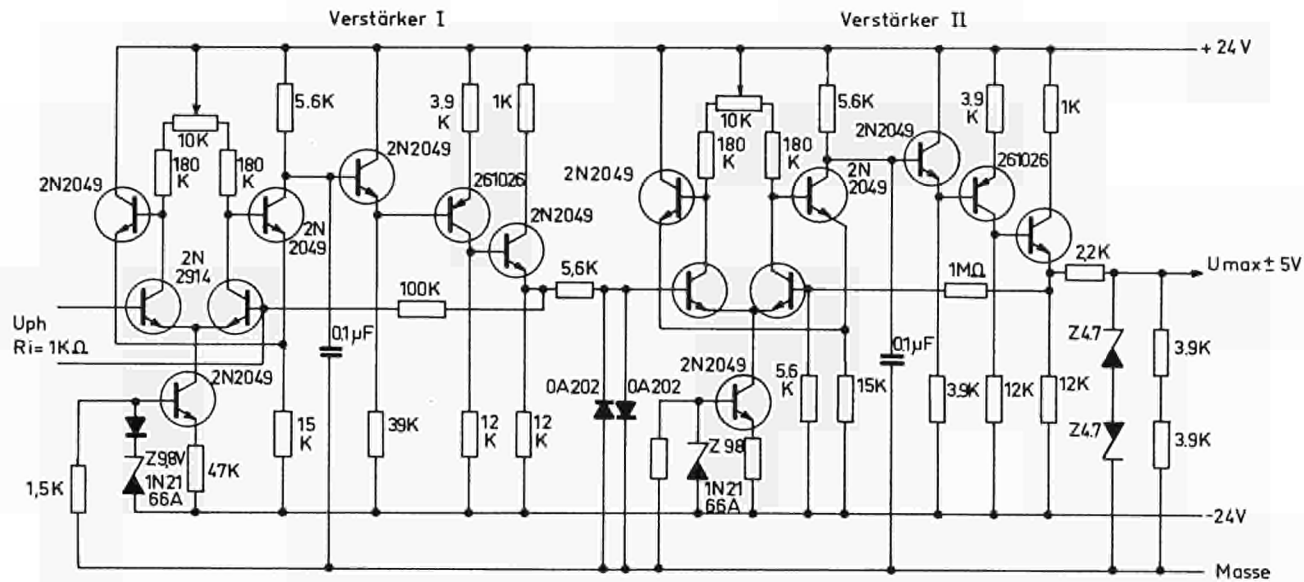 Verstärker I
Verstärker II
+ 24V
5.6K
3.9
K
1K
10K
180
K
180
K
2N2049
2N2049
2N
2049
261026
2N2049
2N
2914
Uph
Ri= 1KΩ
100K
5,6K
0.1µF
2N2049
0A202
0A202
15
K
39K
12
K
12
K
47K
Z9,8V
1N21
66A
1,5K
5.6K
3.9
K
1K
10K
180
K
180
K
2N2049
2N2049
2N
2049
261026
2,2K
1MΩ
Umax ± 5V
Z4.7
3.9K
01µF
2N2049
5.6
K
15K
3.9K
12K
12K
Z4.7
3.9K
Z 98
1N21
66A
-24V
Masse